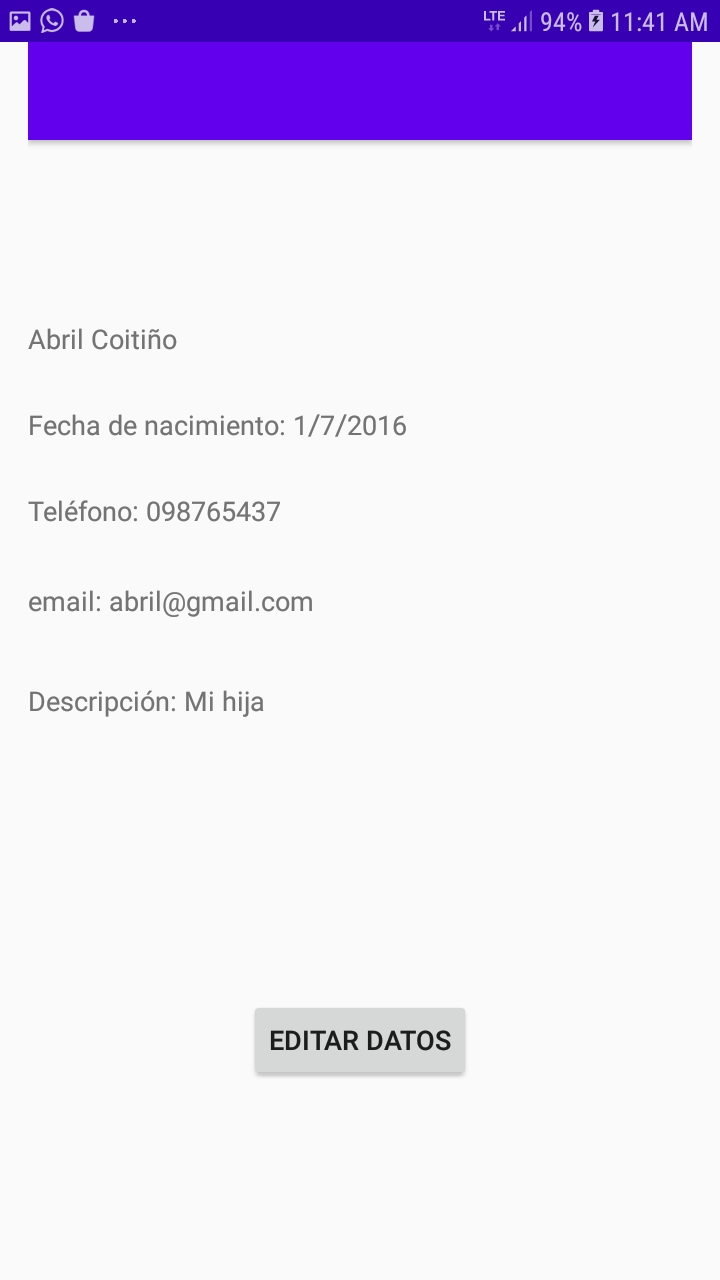 LTE 94% 11:41 AM
Abril Coitiño
Fecha de nacimiento: 1/7/2016
Teléfono: 098765437
email: abril@gmail.com
Descripción: Mi hija
EDITAR DATOS